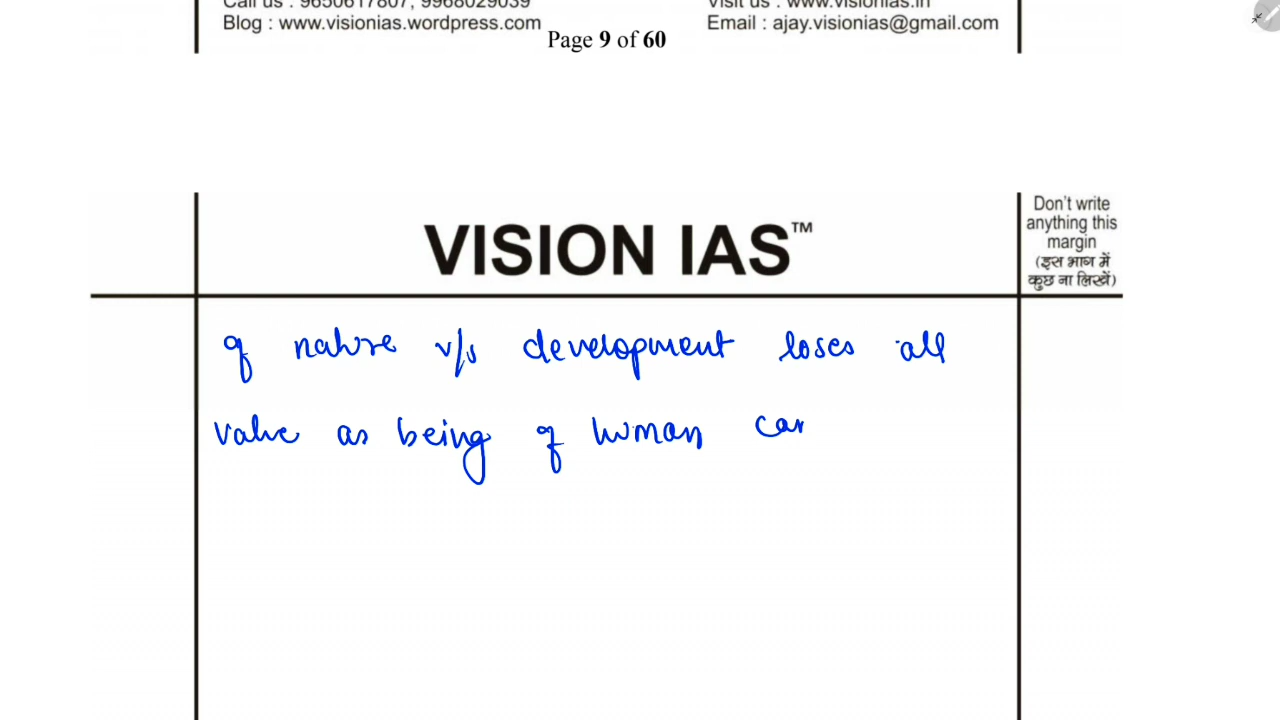 Call us : 9650617807, 9968029039 Visit us : www.visionias.in
Blog : www.visionias.wordpress.com Email : ajay.visionias@gmail.com
Page 9 of 60
VISION IAS™
Don't write
anything this
margin
(इस भाग में
कुछ ना लिखें)
of nature v/s development loses all
value as being of human car